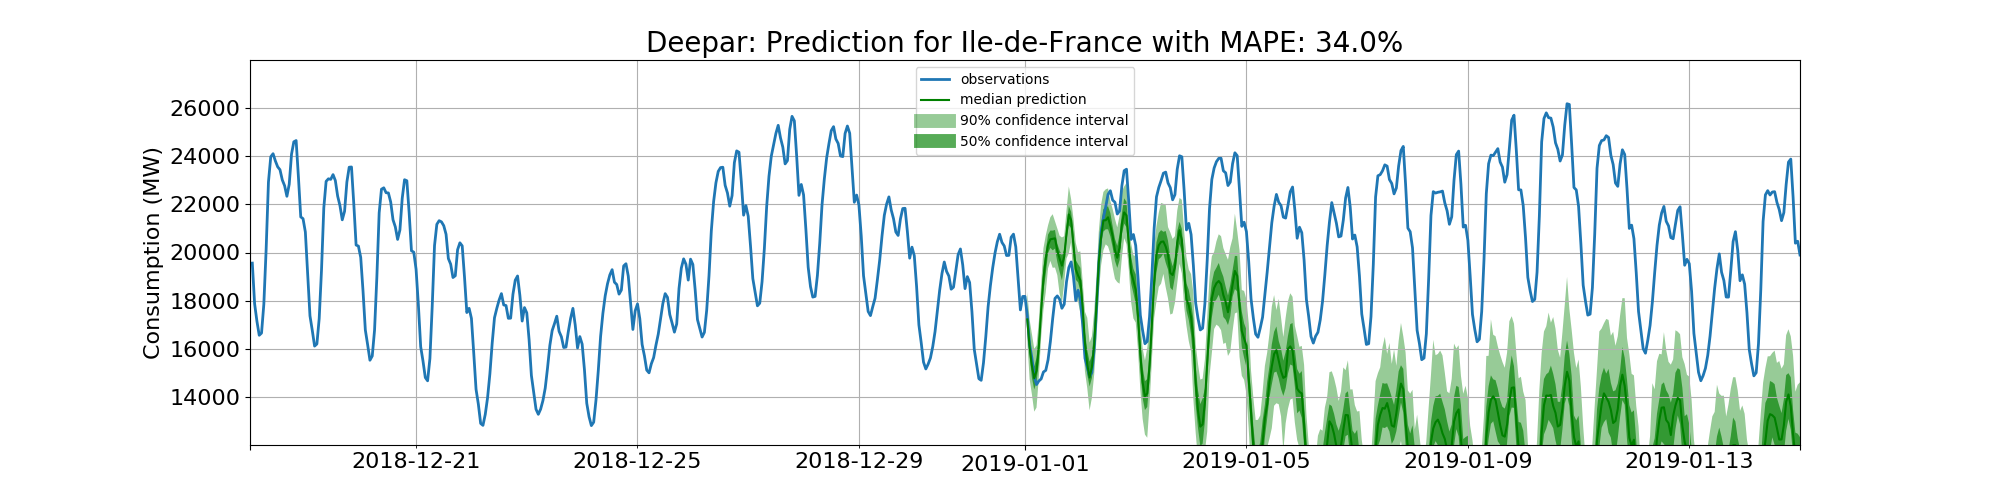 Deepar: Prediction for Ile-de-France with MAPE: 34.0%
observations
median prediction
90% confidence interval
50% confidence interval
Consumption (MW)
26000
24000
22000
20000
18000
16000
14000
2018-12-21
2018-12-25
2018-12-29
2019-01-01
2019-01-05
2019-01-09
2019-01-13